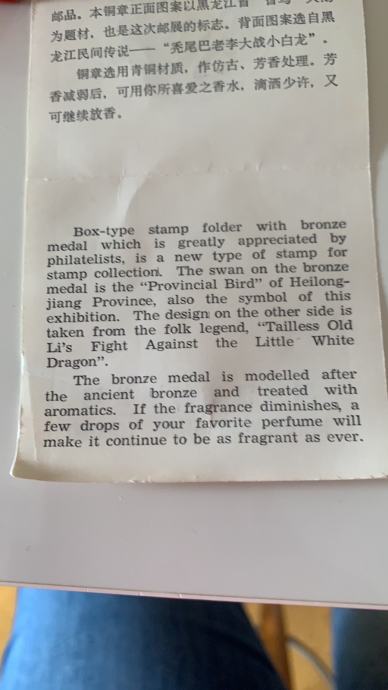 邮品。本铜章正面图案以黑龙江省
为题材，也是这次邮展的标志。背面图案选自黑
龙江民间传说——“秃尾巴老李大战小白龙”。
铜章选用青铜材质，作仿古、芳香处理。芳
香减弱后，可用你所喜爱之香水，滴洒少许，又
可继续放香。
Box-type stamp folder with bronze
medal which is greatly appreciated by
philatelists, is a new type of stamp for
stamp collection. The swan on the bronze
medal is the “Provincial Bird” of Heilong-
jiang Province, also the symbol of this
exhibition. The design on the other side is
taken from the folk legend, “Tailless Old
Li’s Fight Against the Little White
Dragon”.
The bronze medal is modelled after
the ancient bronze and treated with
aromatics. If the fragrance diminishes, a
few drops of your favorite perfume will
make it continue to be as fragrant as ever.